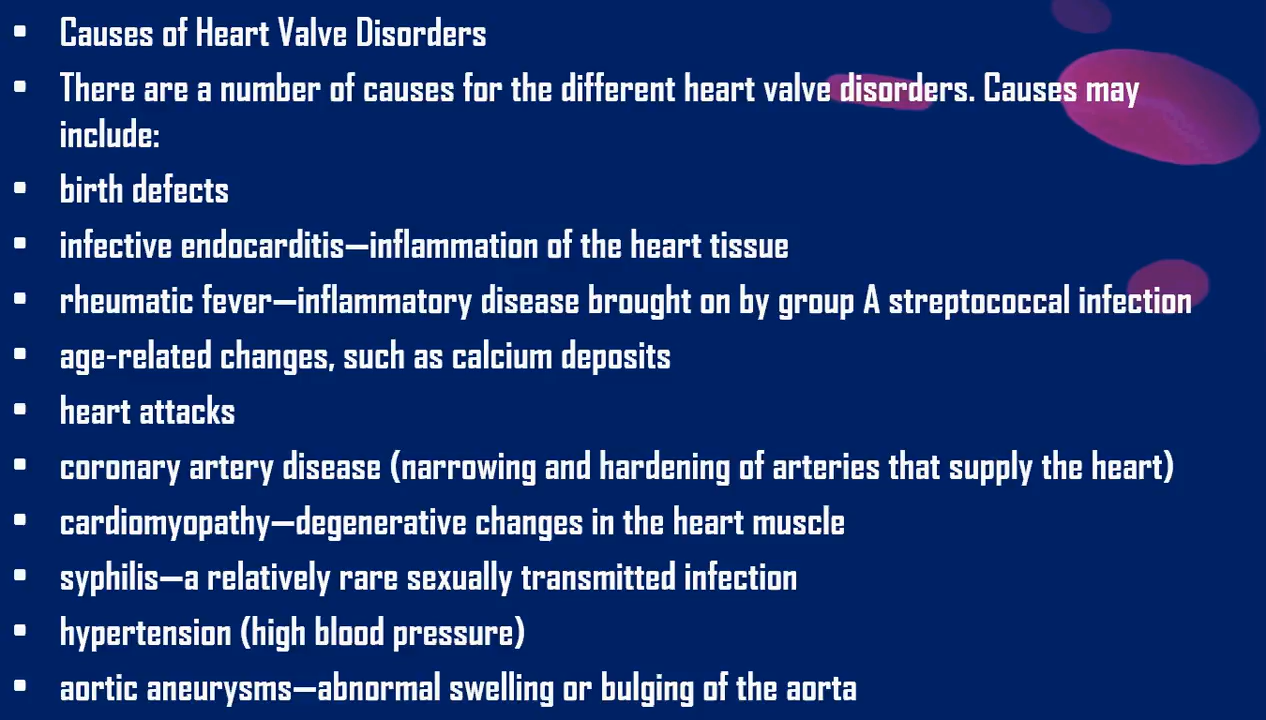 ▪ Causes of Heart Valve Disorders
▪ There are a number of causes for the different heart valve disorders. Causes may
include:
▪ birth defects
▪ infective endocarditis—inflammation of the heart tissue
▪ rheumatic fever—inflammatory disease brought on by group A streptococcal infection
▪ age-related changes, such as calcium deposits
▪ heart attacks
▪ coronary artery disease (narrowing and hardening of arteries that supply the heart)
▪ cardiomyopathy—degenerative changes in the heart muscle
▪ syphilis—a relatively rare sexually transmitted infection
▪ hypertension (high blood pressure)
▪ aortic aneurysms—abnormal swelling or bulging of the aorta